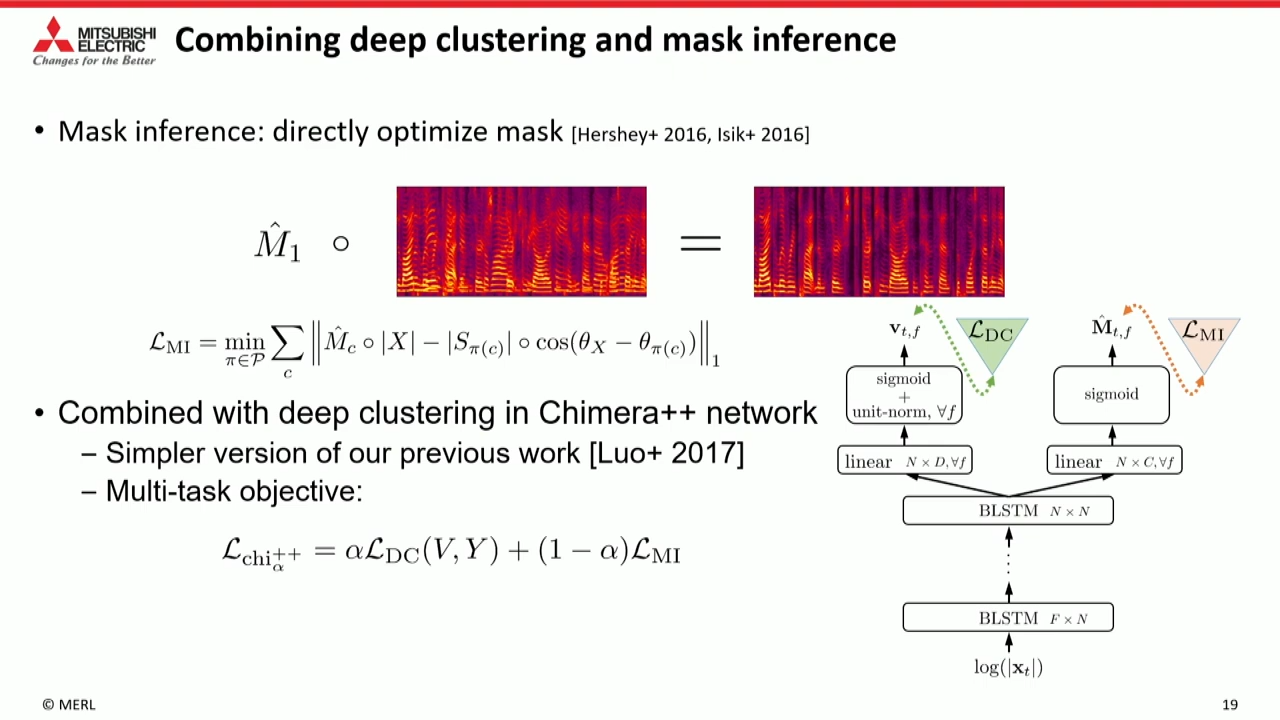 MITSUBISHI
ELECTRIC
Changes for the Better
Combining deep clustering and mask inference
• Mask inference: directly optimize mask [Hershey+ 2016, Isik+ 2016]
M̂₁ ∘ =
ℒ_MI = min_{π∈𝒫} ∑_c ‖M̂_c ∘ |X| − |S_{π(c)}| ∘ cos(θ_X − θ_{π(c)})‖₁
• Combined with deep clustering in Chimera++ network
– Simpler version of our previous work [Luo+ 2017]
– Multi-task objective:
ℒ_{chi^{++}_α} = αℒ_DC(V, Y) + (1 − α)ℒ_MI
v_{t,f} ℒ_DC
sigmoid
+
unit-norm, ∀f
linear N × D, ∀f
M̂_{t,f} ℒ_MI
sigmoid
linear N × C, ∀f
BLSTM N × N
⋮
BLSTM F × N
log(|x_t|)
© MERL
19